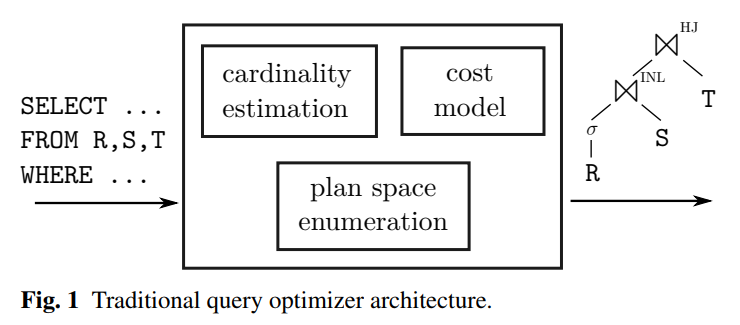 SELECT ...
FROM R,S,T
WHERE ...
cardinality
estimation
cost
model
plan space
enumeration
HJ
INL
T
σ
S
R
Fig. 1 Traditional query optimizer architecture.